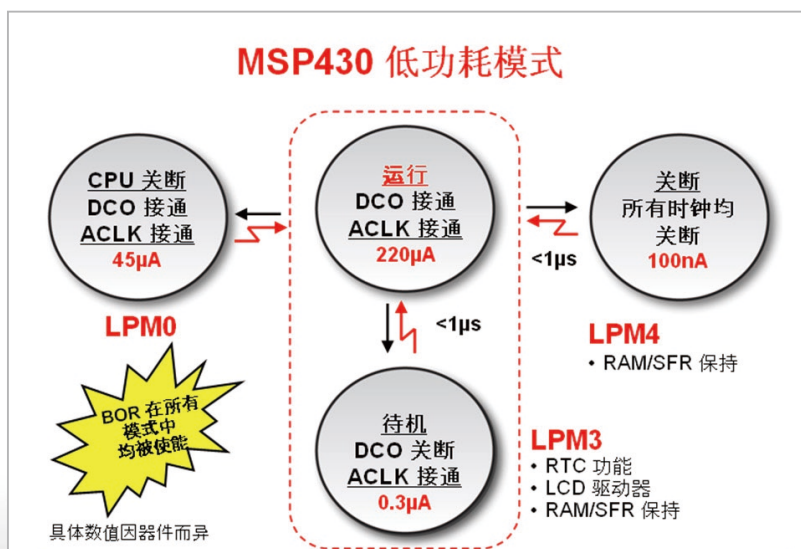 MSP430 低功耗模式
CPU 关断
DCO 接通
ACLK 接通
45µA
LPM0
运行
DCO 接通
ACLK 接通
220µA
关断
所有时钟均
关断
100nA
<1µs
LPM4
• RAM/SFR 保持
<1µs
BOR 在所有
模式中
均被使能
待机
DCO 关断
ACLK 接通
0.3µA
LPM3
• RTC 功能
• LCD 驱动器
• RAM/SFR 保持
具体数值因器件而异